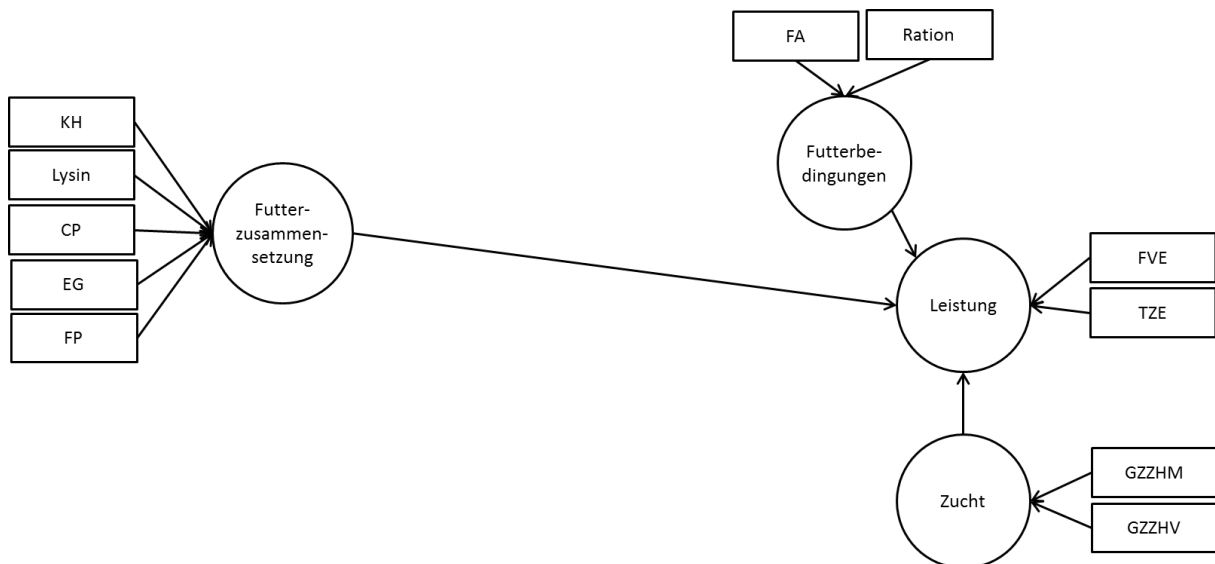 FA
Ration
KH
Lysin
CP
EG
FP
Futter-
zusammen-
setzung
Futterbe-
dingungen
Leistung
FVE
TZE
Zucht
GZZHM
GZZHV